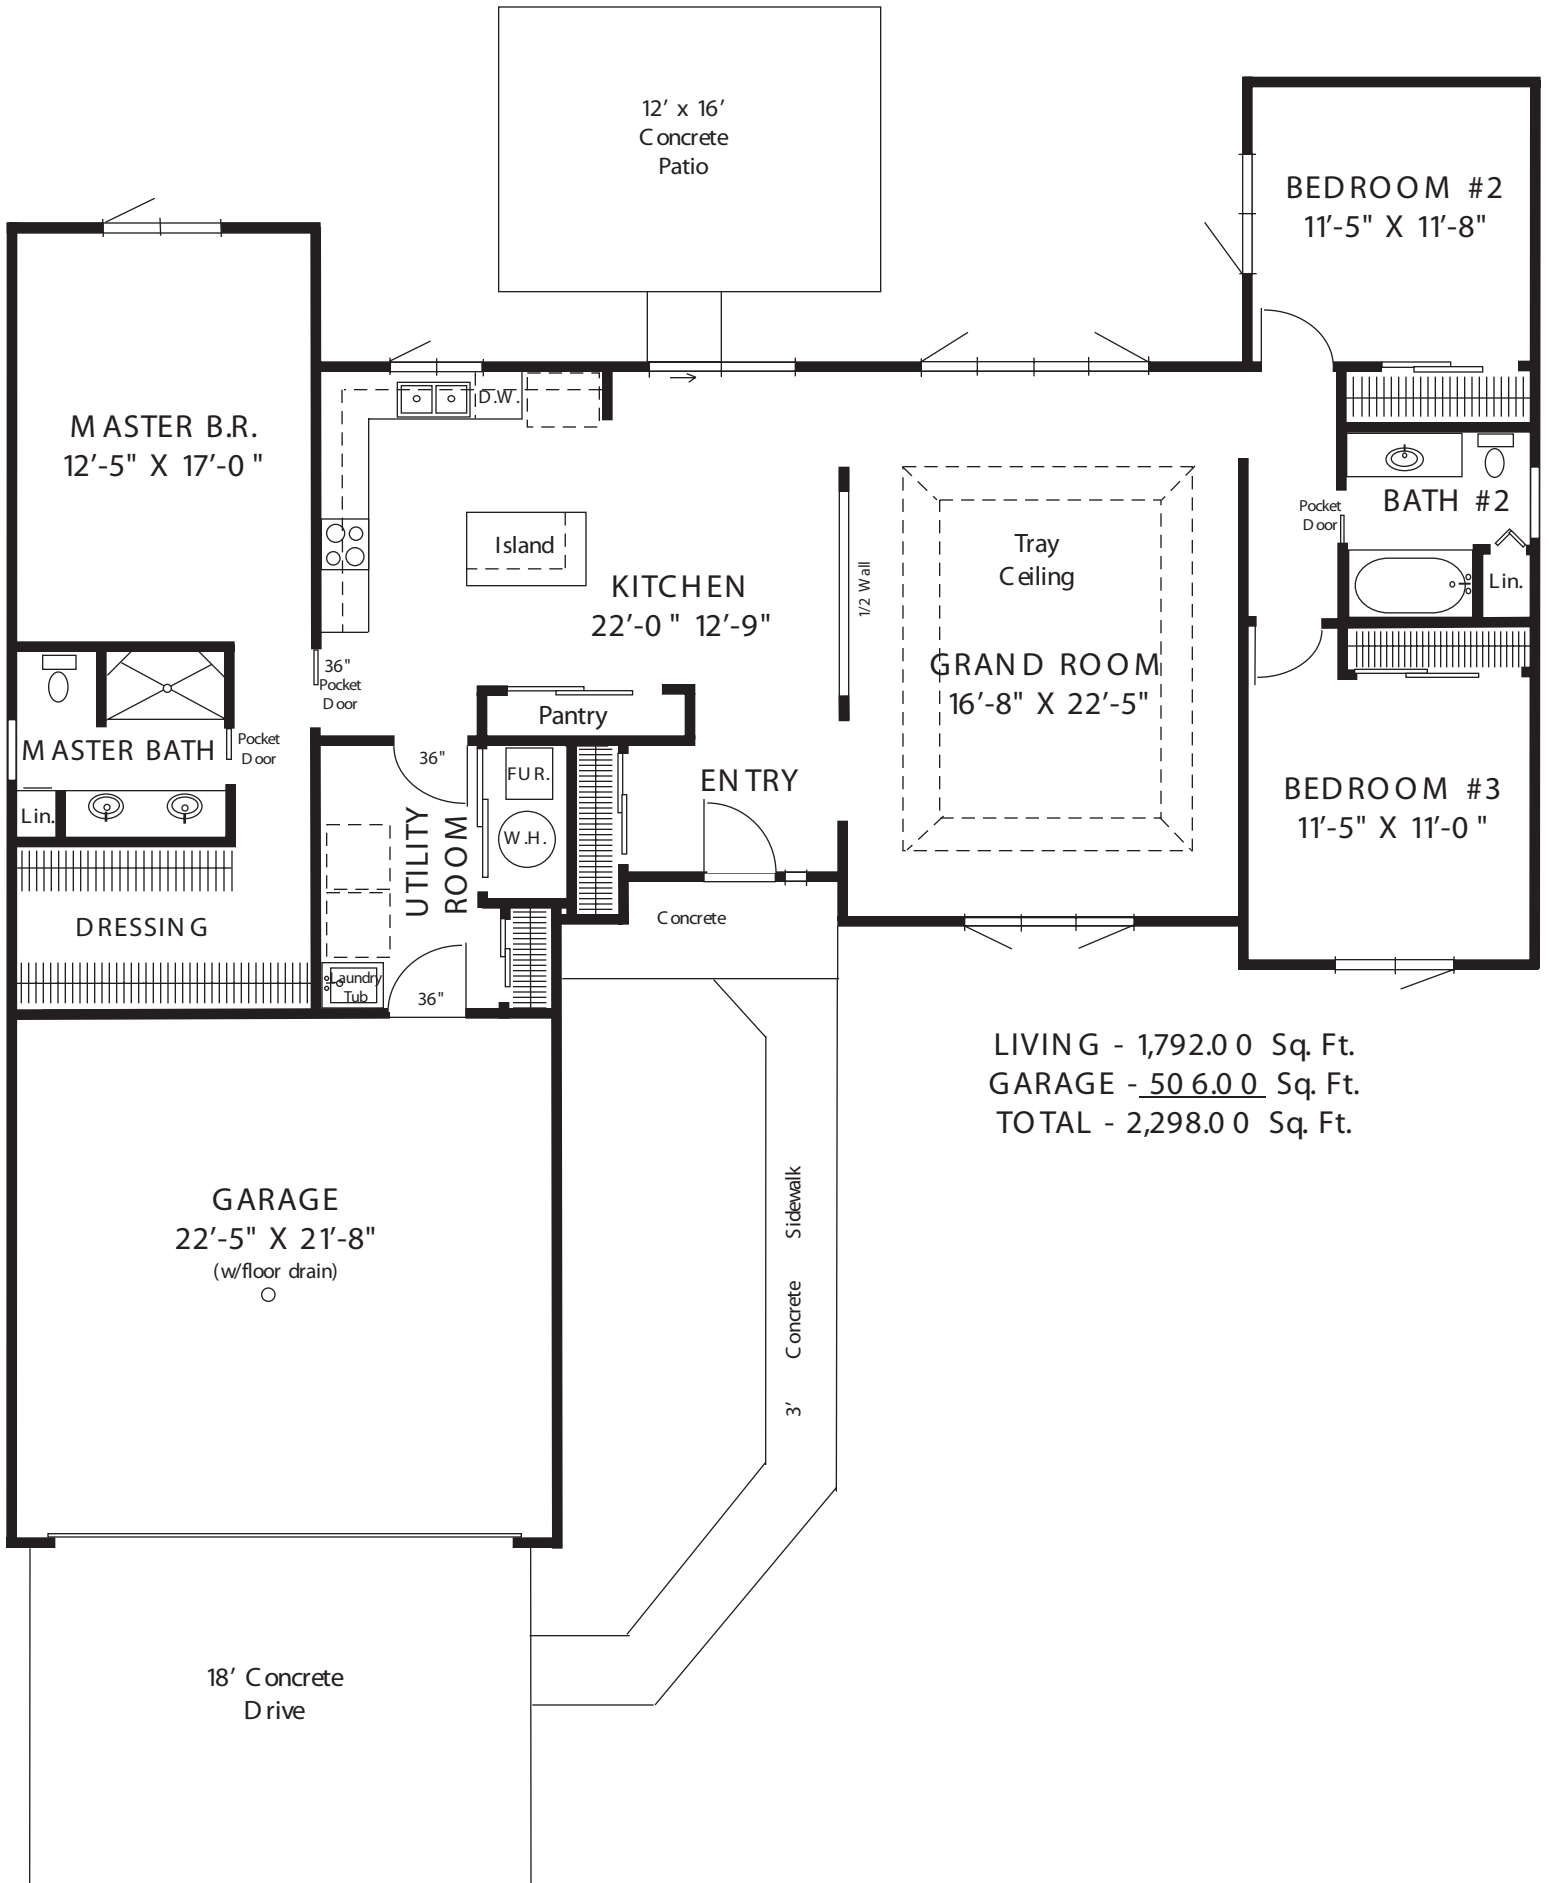 12' x 16'
Concrete
Patio
BEDROOM #2
11'-5" X 11'-8"
MASTER B.R.
12'-5" X 17'-0"
D.W.
Island
KITCHEN
22'-0" 12'-9"
1/2 Wall
Tray
Ceiling
GRAND ROOM
16'-8" X 22'-5"
Pocket
Door
BATH #2
Lin.
36"
Pocket
Door
Pantry
MASTER BATH
Pocket
Door
Lin.
36"
FUR.
W.H.
UTILITY
ROOM
ENTRY
BEDROOM #3
11'-5" X 11'-0"
DRESSING
Concrete
Laundry
Tub
36"
LIVING - 1,792.00 Sq. Ft.
GARAGE - 506.00 Sq. Ft.
TOTAL - 2,298.00 Sq. Ft.
GARAGE
22'-5" X 21'-8"
(w/floor drain)
3' Concrete Sidewalk
18' Concrete
Drive